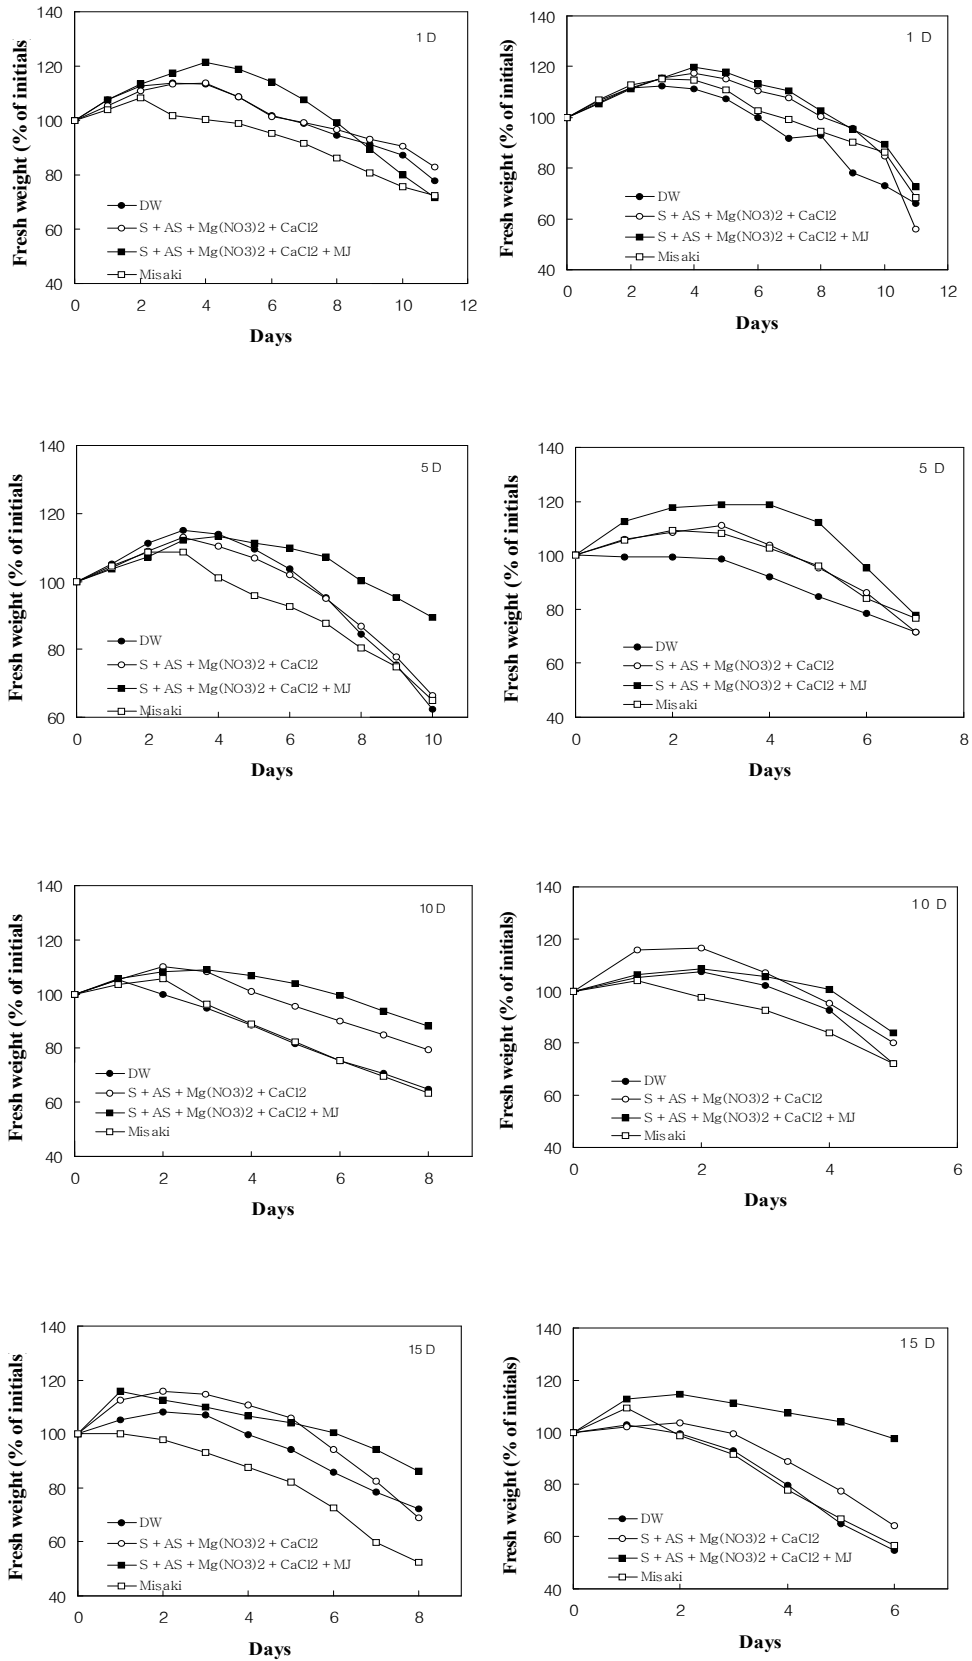 Fresh weight (% of initials
140
120
100
80
60
40
1 D
DW
S + AS + Mg(NO3)2 + CaCl2
S + AS + Mg(NO3)2 + CaCl2 + MJ
Misaki
0 2 4 6 8 10 12
Days
Fresh weight (% of initials)
140
120
100
80
60
40
1 D
DW
S + AS + Mg(NO3)2 + CaCl2
S + AS + Mg(NO3)2 + CaCl2 + MJ
Misaki
0 2 4 6 8 10 12
Days
Fresh weight (% of initials
140
120
100
80
60
5 D
DW
S + AS + Mg(NO3)2 + CaCl2
S + AS + Mg(NO3)2 + CaCl2 + MJ
Misaki
0 2 4 6 8 10
Days
Fresh weight (% of initials
140
120
100
80
60
40
5 D
DW
S + AS + Mg(NO3)2 + CaCl2
S + AS + Mg(NO3)2 + CaCl2 + MJ
Misaki
0 2 4 6 8
Days
Fresh weight (% of initials
140
120
100
80
60
40
10 D
DW
S + AS + Mg(NO3)2 + CaCl2
S + AS + Mg(NO3)2 + CaCl2 + MJ
Misaki
0 2 4 6 8
Days
Fresh weight (% of initials)
140
120
100
80
60
40
10 D
DW
S + AS + Mg(NO3)2 + CaCl2
S + AS + Mg(NO3)2 + CaCl2 + MJ
Misaki
0 2 4 6
Days
Fresh weight (% of initials
140
120
100
80
60
40
15 D
DW
S + AS + Mg(NO3)2 + CaCl2
S + AS + Mg(NO3)2 + CaCl2 + MJ
Misaki
0 2 4 6 8
Days
Fresh weight (% of initials)
140
120
100
80
60
40
15 D
DW
S + AS + Mg(NO3)2 + CaCl2
S + AS + Mg(NO3)2 + CaCl2 + MJ
Misaki
0 2 4 6
Days